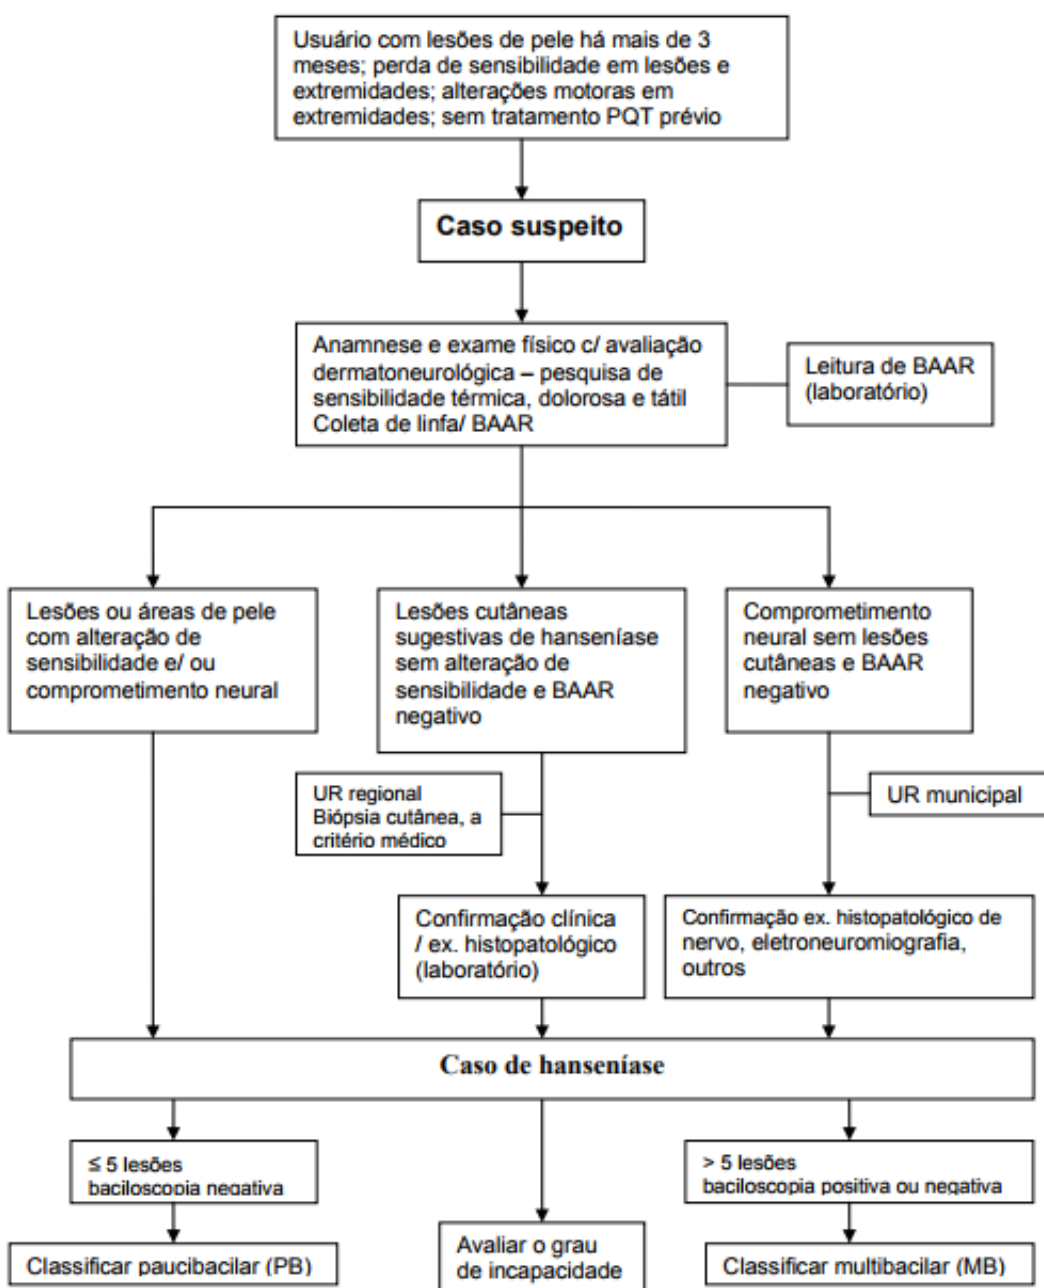 Usuário com lesões de pele há mais de 3
meses; perda de sensibilidade em lesões e
extremidades; alterações motoras em
extremidades; sem tratamento PQT prévio
Caso suspeito
Anamnese e exame físico c/ avaliação
dermatoneurológica – pesquisa de
sensibilidade térmica, dolorosa e tátil
Coleta de linfa/ BAAR
Leitura de BAAR
(laboratório)
Lesões ou áreas de pele
com alteração de
sensibilidade e/ ou
comprometimento neural
Lesões cutâneas
sugestivas de hanseníase
sem alteração de
sensibilidade e BAAR
negativo
Comprometimento
neural sem lesões
cutâneas e BAAR
negativo
UR regional
Biópsia cutânea, a
critério médico
UR municipal
Confirmação clínica
/ ex. histopatológico
(laboratório)
Confirmação ex. histopatológico de
nervo, eletroneuromiografia,
outros
Caso de hanseníase
≤ 5 lesões
baciloscopia negativa
> 5 lesões
baciloscopia positiva ou negativa
Classificar paucibacilar (PB)
Avaliar o grau
de incapacidade
Classificar multibacilar (MB)